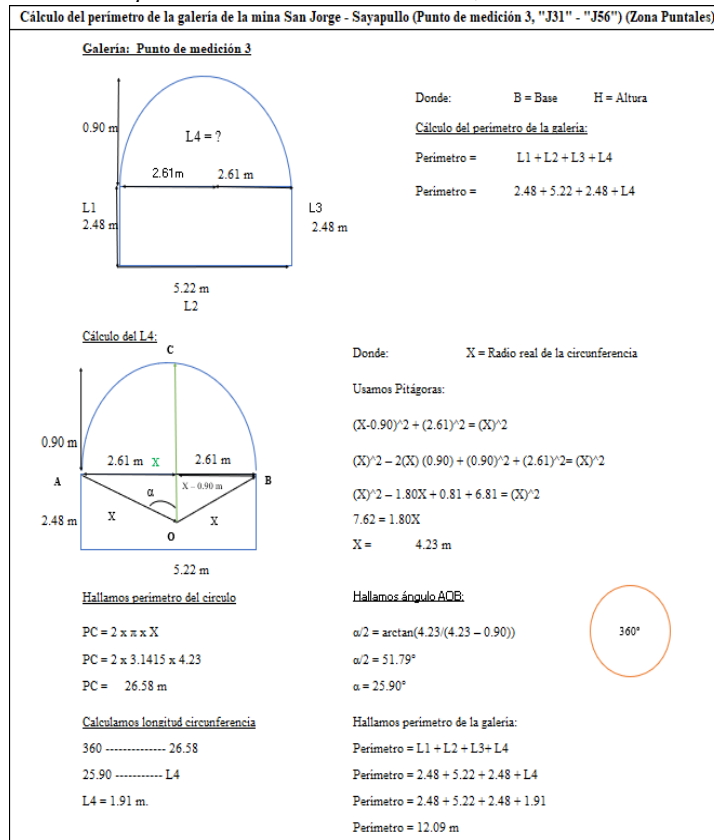 Cálculo del perímetro de la galería de la mina San Jorge - Sayapullo (Punto de medición 3, "J31" - "J56") (Zona Puntales)
Galería: Punto de medición 3
0.90 m
L4 = ?
2.61m 2.61 m
L1
2.48 m
L3
2.48 m
5.22 m
L2
Donde: B = Base H = Altura
Cálculo del perimetro de la galeria:
Perimetro = L1 + L2 + L3 + L4
Perimetro = 2.48 + 5.22 + 2.48 + L4
Cálculo del L4:
C
0.90 m
2.61 m X 2.61 m
A
B
X – 0.90 m
α
2.48 m
X X
O
5.22 m
Donde: X = Radio real de la circunferencia
Usamos Pitágoras:
(X-0.90)^2 + (2.61)^2 = (X)^2
(X)^2 – 2(X) (0.90) + (0.90)^2 + (2.61)^2= (X)^2
(X)^2 – 1.80X + 0.81 + 6.81 = (X)^2
7.62 = 1.80X
X = 4.23 m
Hallamos perimetro del circulo
PC = 2 x π x X
PC = 2 x 3.1415 x 4.23
PC = 26.58 m
Hallamos ángulo AOB:
α/2 = arctan(4.23/(4.23 – 0.90))
α/2 = 51.79°
α = 25.90°
360°
Calculamos longitud circunferencia
360 -------------- 26.58
25.90 ----------- L4
L4 = 1.91 m.
Hallamos perimetro de la galeria:
Perimetro = L1 + L2 + L3+ L4
Perimetro = 2.48 + 5.22 + 2.48 + L4
Perimetro = 2.48 + 5.22 + 2.48 + 1.91
Perimetro = 12.09 m